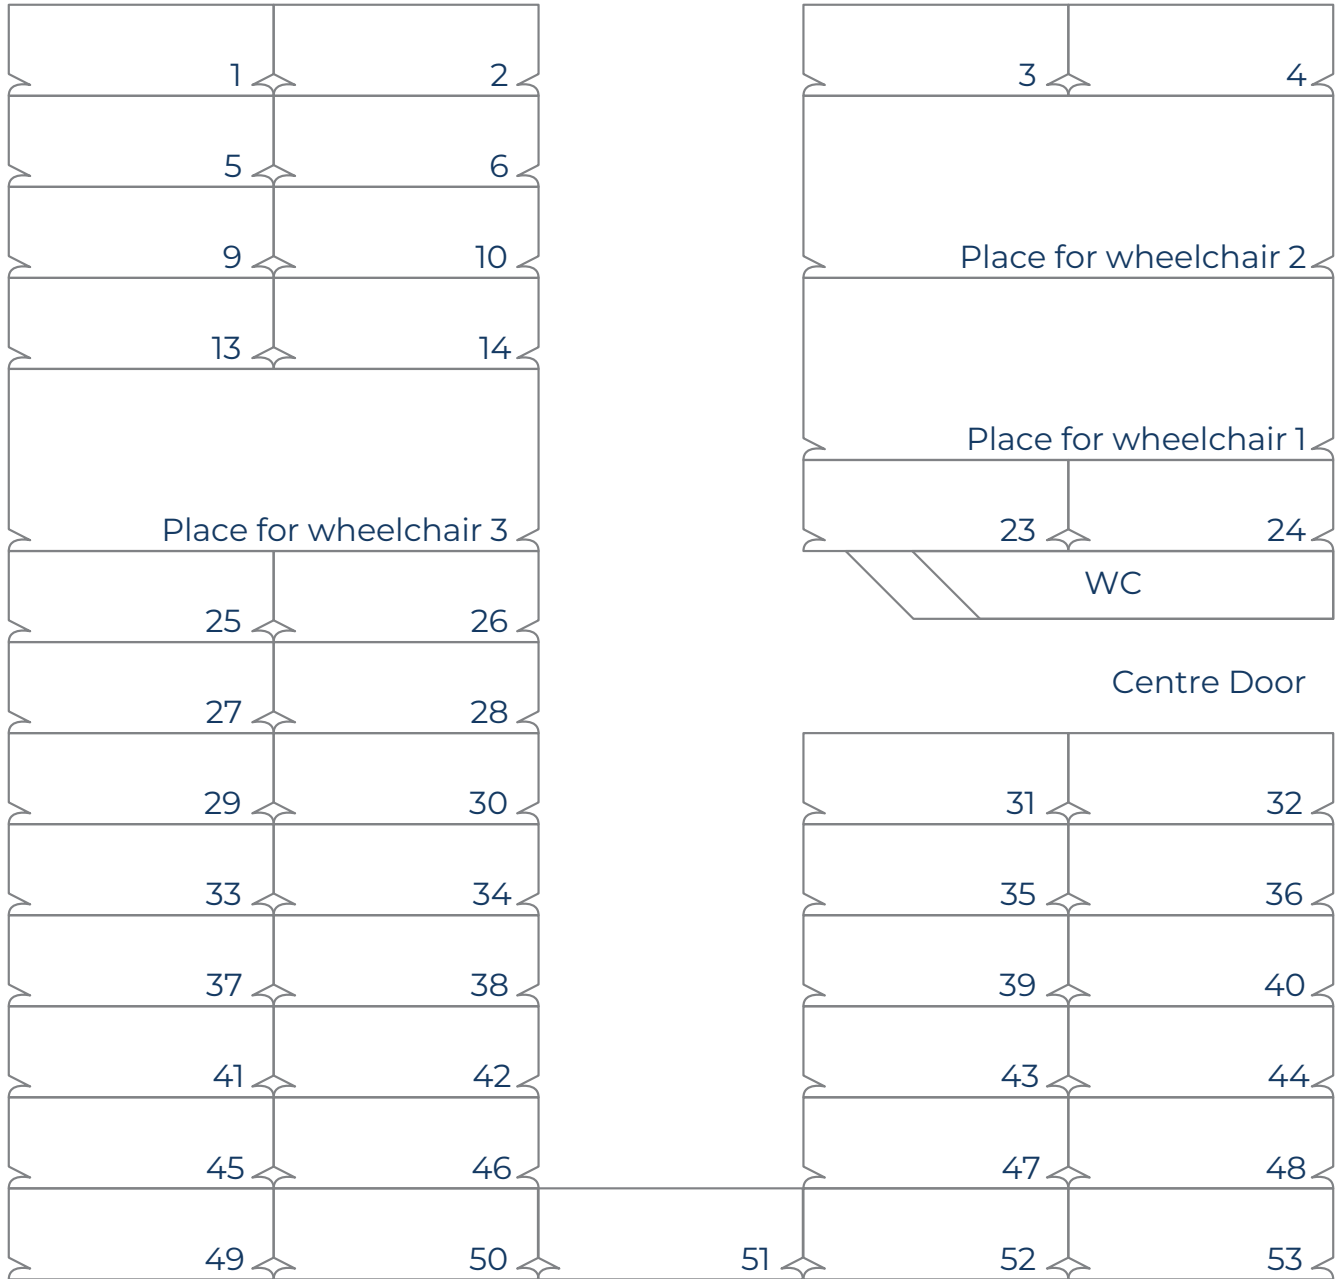 1 2 3 4
5 6
9 10 Place for wheelchair 2
13 14
Place for wheelchair 1
Place for wheelchair 3 23 24
WC
25 26
Centre Door
27 28
29 30 31 32
33 34 35 36
37 38 39 40
41 42 43 44
45 46 47 48
49 50 51 52 53